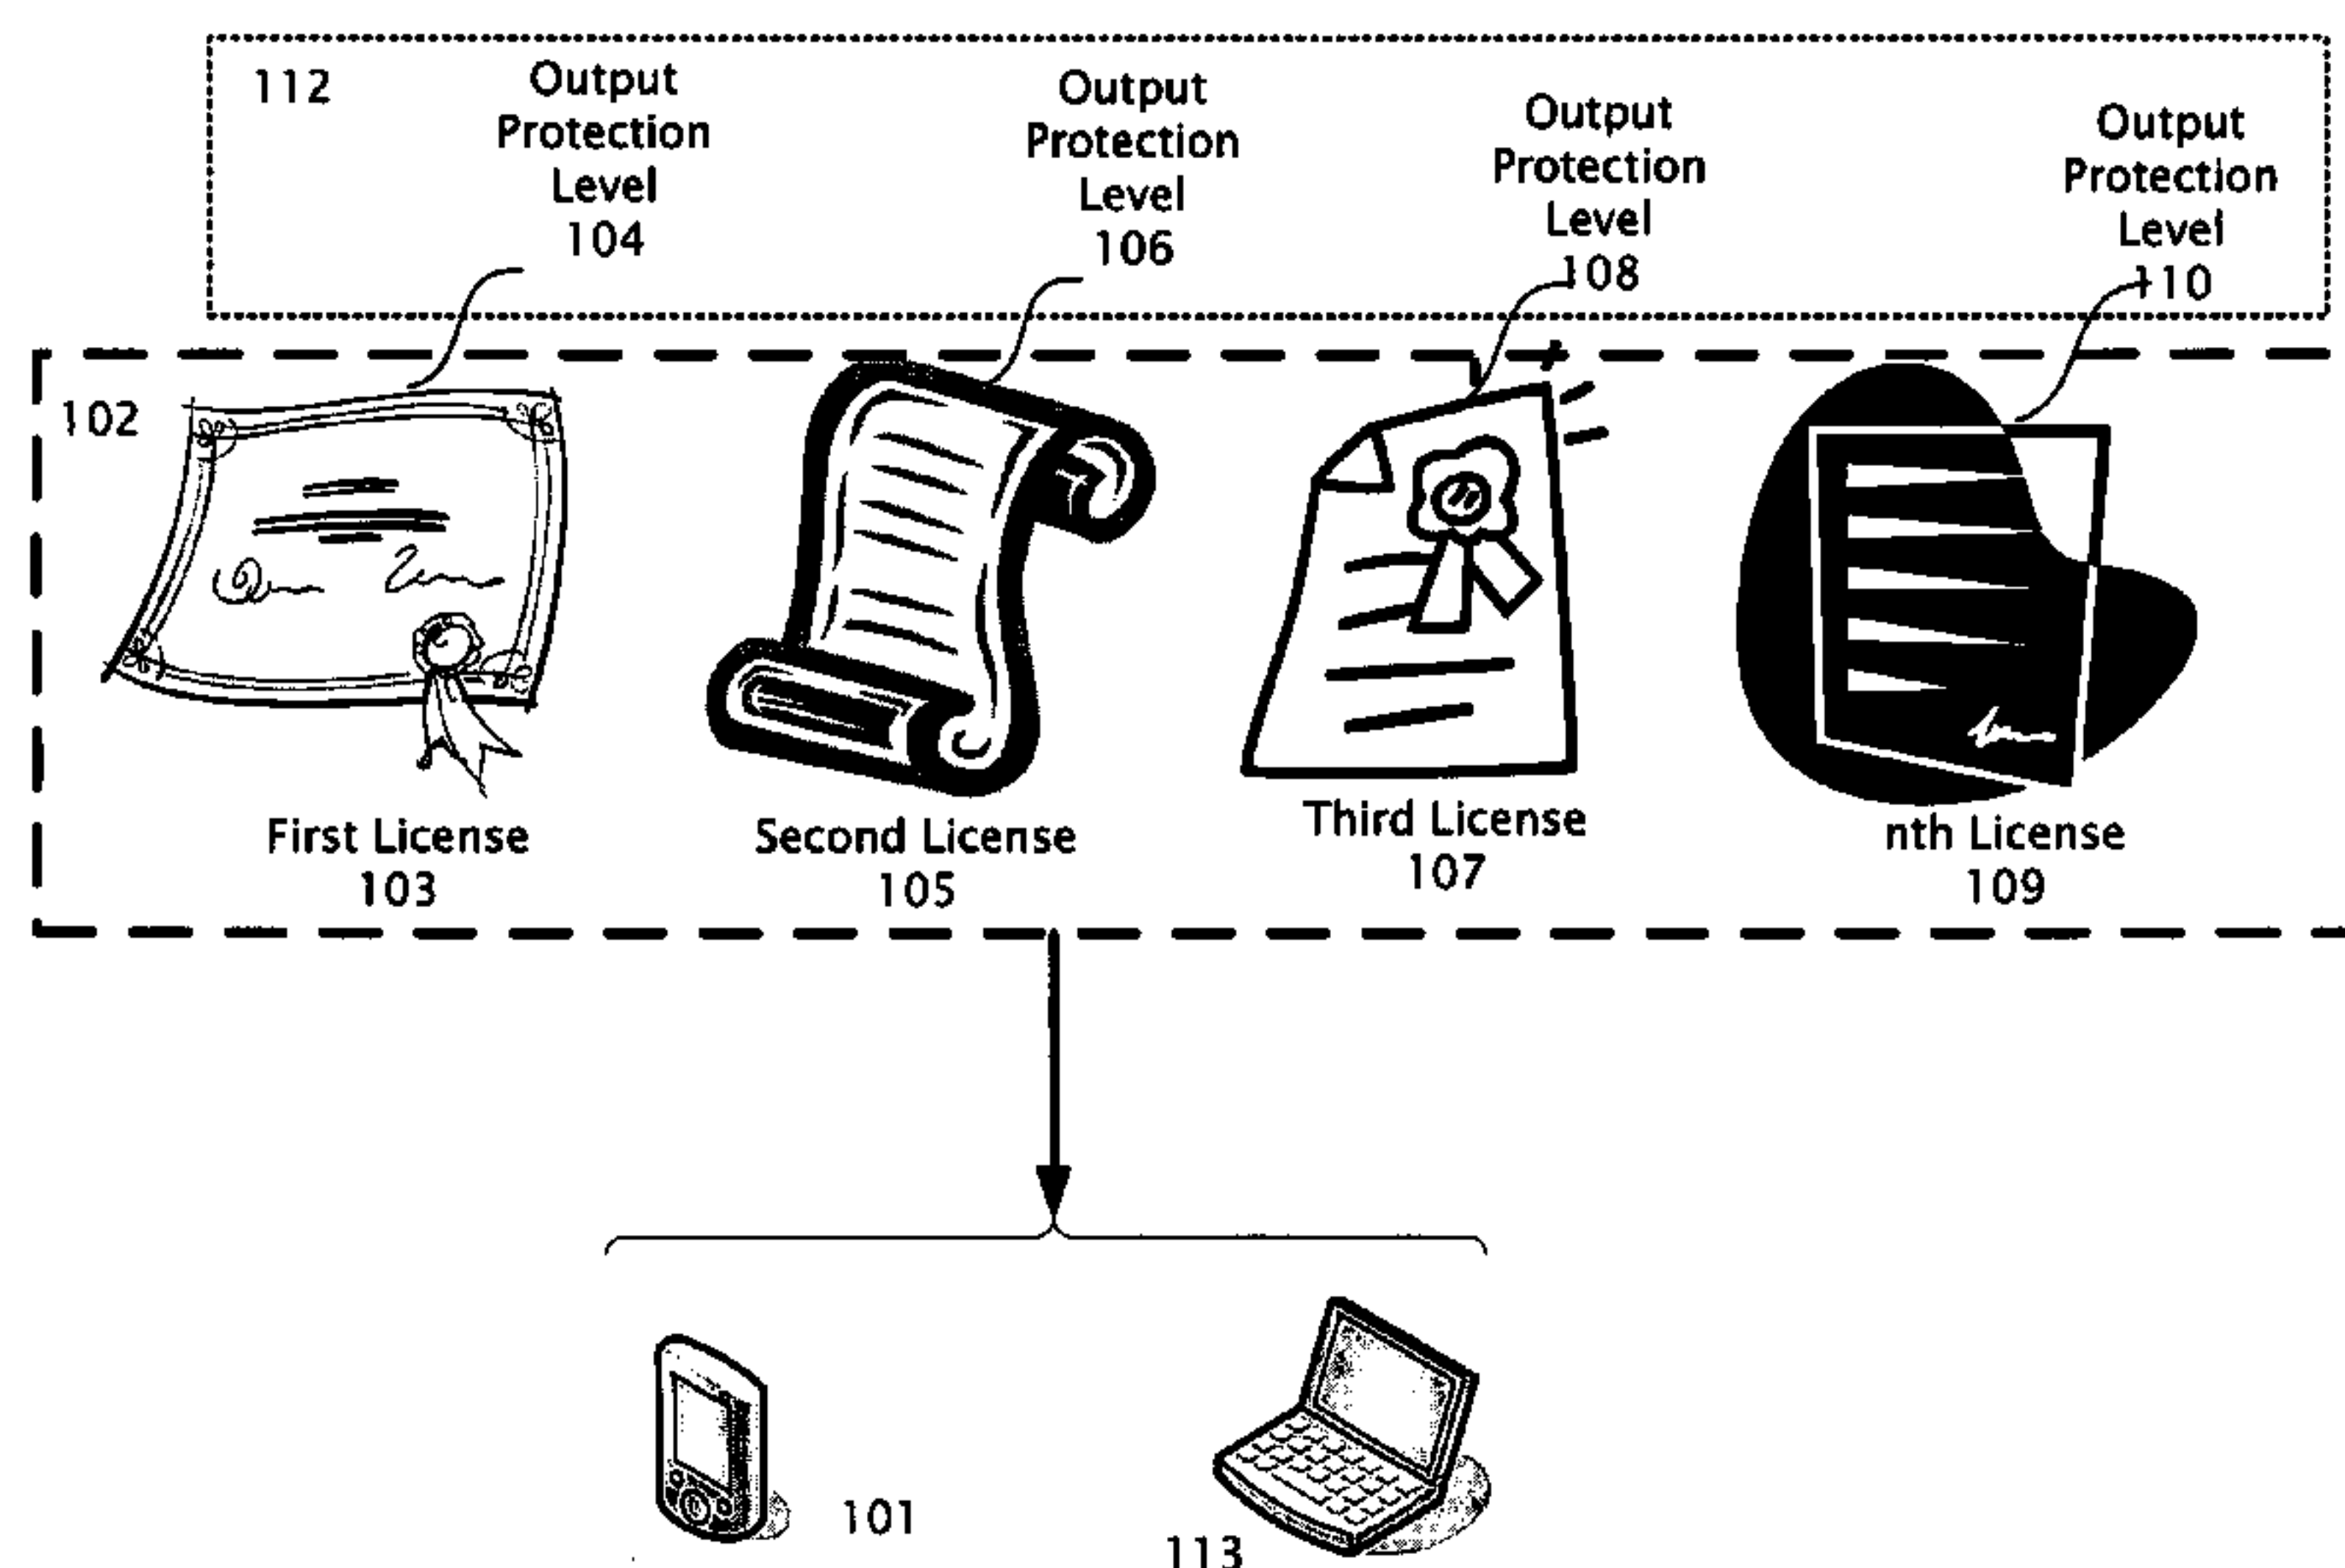 112
Output
Protection
Level
104
Output
Protection
Level
106
Output
Protection
Level
108
Output
Protection
Level
110
102
First License
103
Second License
105
Third License
107
nth License
109
101
113